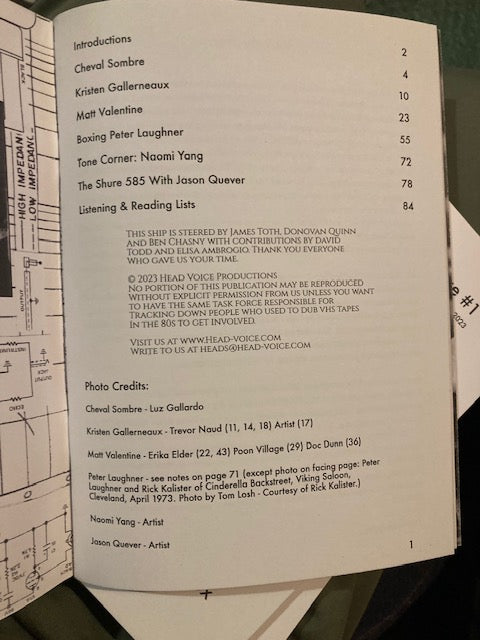 Introductions 2
Cheval Sombre 4
Kristen Gallerneaux 10
Matt Valentine 23
Boxing Peter Laughner 55
Tone Corner: Naomi Yang 72
The Shure 585 With Jason Quever 78
Listening & Reading Lists 84
THIS SHIP IS STEERED BY JAMES TOTH, DONOVAN QUINN
AND BEN CHASNY WITH CONTRIBUTIONS BY DAVID
TODD AND ELISA AMBROGIO. THANK YOU EVERYONE
WHO GAVE US YOUR TIME.
© 2023 HEAD VOICE PRODUCTIONS
NO PORTION OF THIS PUBLICATION MAY BE REPRODUCED
WITHOUT EXPLICIT PERMISSION FROM US UNLESS YOU WANT
TO HAVE THE SAME TASK FORCE RESPONSIBLE FOR
TRACKING DOWN PEOPLE WHO USED TO DUB VHS TAPES
IN THE 80S TO GET INVOLVED.
VISIT US AT WWW.HEAD-VOICE.COM
WRITE TO US AT HEADS@HEAD-VOICE.COM
Photo Credits:
Cheval Sombre - Luz Gallardo
Kristen Gallerneaux - Trevor Naud (11, 14, 18) Artist (17)
Matt Valentine - Erika Elder (22, 43) Poon Village (29) Doc Dunn (36)
Peter Laughner - see notes on page 71 (except photo on facing page: Peter
Laughner and Rick Kalister of Cinderella Backstreet, Viking Saloon,
Cleveland, April 1973. Photo by Tom Losh - Courtesy of Rick Kalister.)
Naomi Yang - Artist
Jason Quever - Artist
1
BLACK
HIGH IMPEDAN
LOW IMPEDANC
OUTPUT
JACK
#1
2023